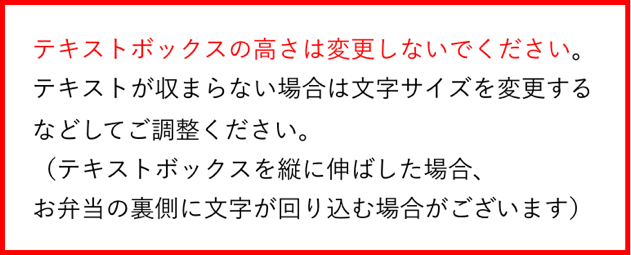 テキストボックスの高さは変更しないでください。
テキストが収まらない場合は文字サイズを変更する
などしてご調整ください。
（テキストボックスを縦に伸ばした場合、
お弁当の裏側に文字が回り込む場合がございます）